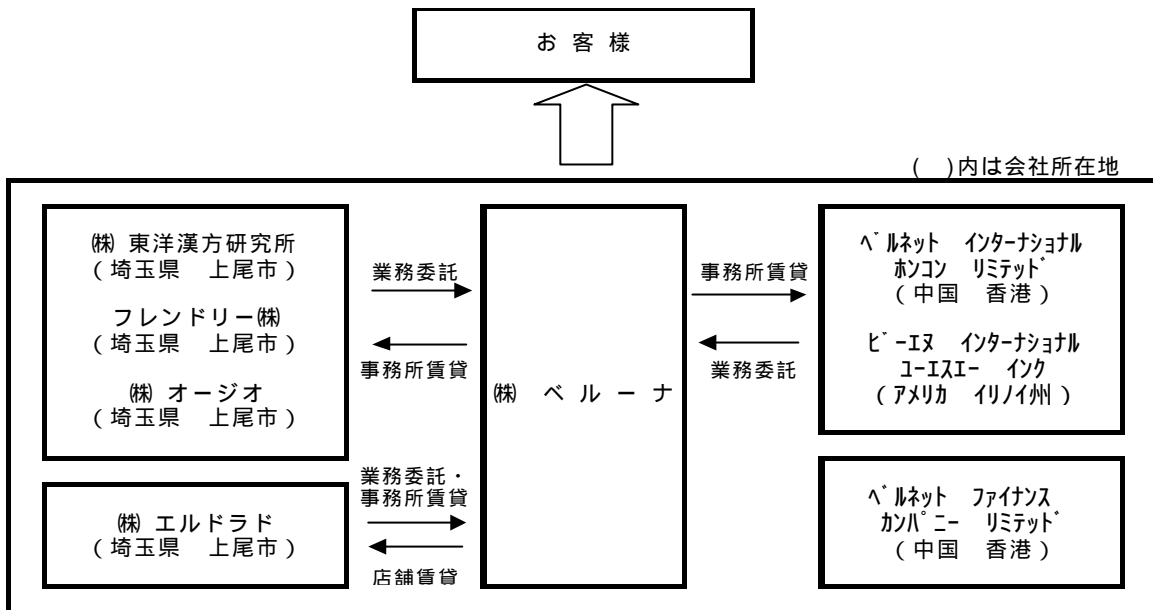 お 客 様
( )内は会社所在地
㈱ 東洋漢方研究所
(埼玉県 上尾市)
フレンドリー㈱
(埼玉県 上尾市)
㈱ オージオ
(埼玉県 上尾市)
業務委託
事務所賃貸
㈱ ベルーナ
事務所賃貸
業務委託
ベルネット インターナショナル
ホンコン リミテッド
(中国 香港)
ビーエヌ インターナショナル
ユーエスエー インク
(アメリカ イリノイ州)
㈱ エルドラド
(埼玉県 上尾市)
業務委託・
事務所賃貸
店舗賃貸
ベルネット ファイナンス
カンパニー リミテッド
(中国 香港)